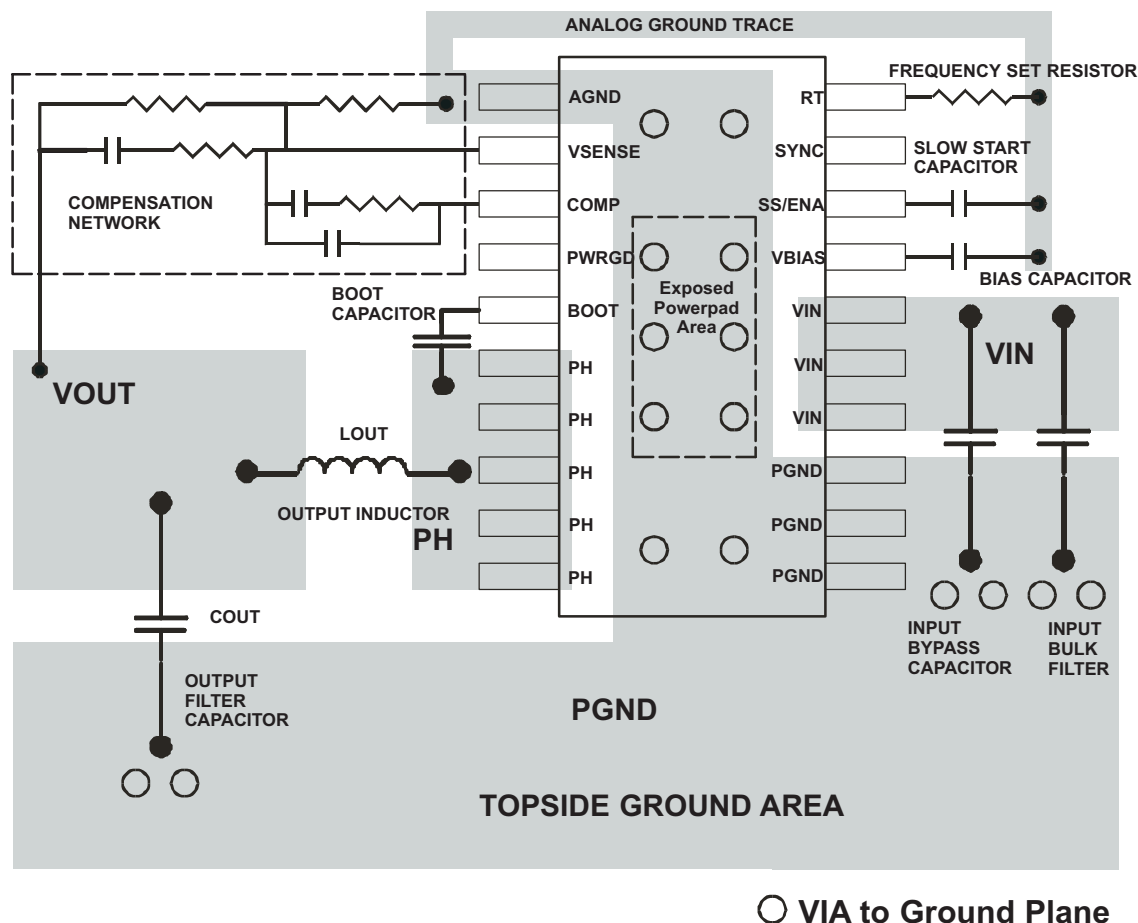 ANALOG GROUND TRACE
FREQUENCY SET RESISTOR
AGND
RT
VSENSE
SYNC
SLOW START
CAPACITOR
COMPENSATION
NETWORK
COMP
SS/ENA
PWRGD
VBIAS
BIAS CAPACITOR
Exposed
Powerpad
Area
BOOT
CAPACITOR
BOOT
VIN
VIN
PH
VIN
VOUT
PH
VIN
LOUT
PH
PGND
OUTPUT INDUCTOR
PH
PH
PGND
PH
PGND
COUT
INPUT
BYPASS
CAPACITOR
INPUT
BULK
FILTER
OUTPUT
FILTER
CAPACITOR
PGND
TOPSIDE GROUND AREA
VIA to Ground Plane